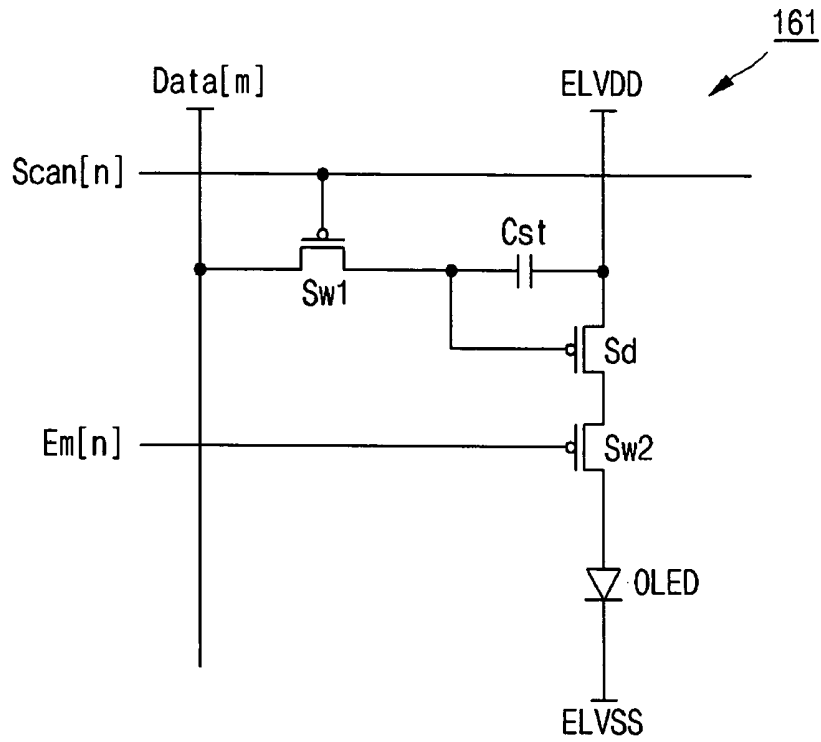 161
Data[m]
ELVDD
Scan[n]
Cst
Sw1
Sd
Em[n]
Sw2
OLED
ELVSS